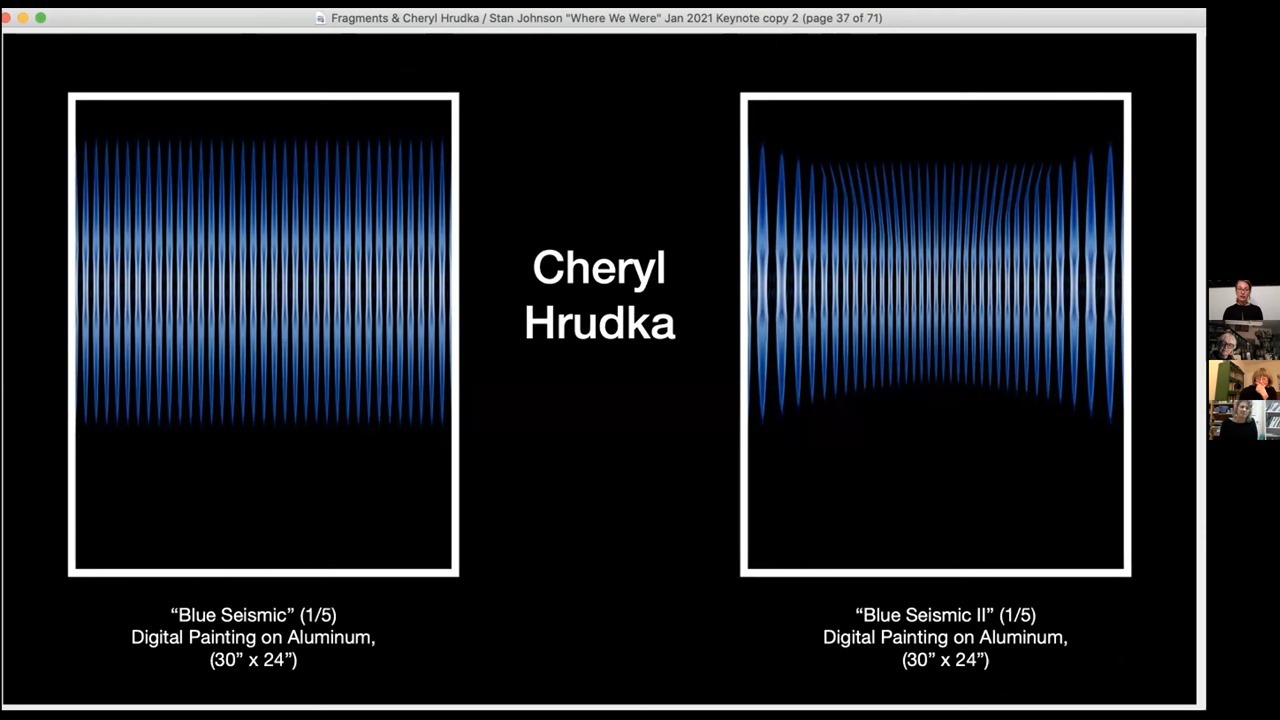 Fragments & Cheryl Hrudka / Stan Johnson "Where We Were" Jan 2021 Keynote copy 2 (page 37 of 71)
Cheryl
Hrudka
“Blue Seismic” (1/5)
Digital Painting on Aluminum,
(30” x 24”)
“Blue Seismic II” (1/5)
Digital Painting on Aluminum,
(30” x 24”)